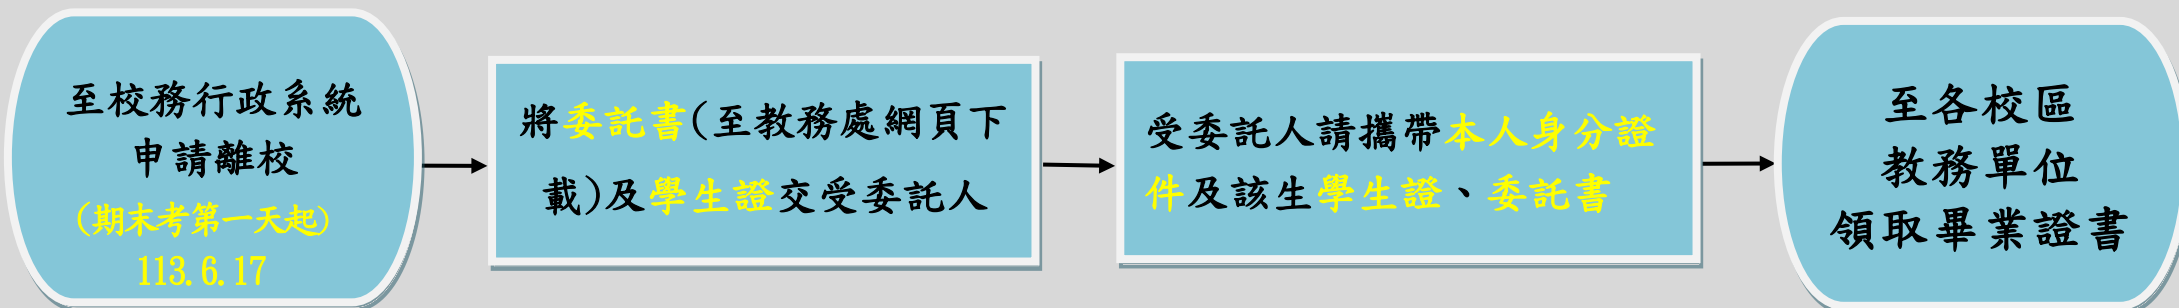 至校務行政系統
申請離校
(期末考第一天起)
113.6.17
將委託書(至教務處網頁下
載)及學生證交受委託人
受委託人請攜帶本人身分證
件及該生學生證、委託書
至各校區
教務單位
領取畢業證書